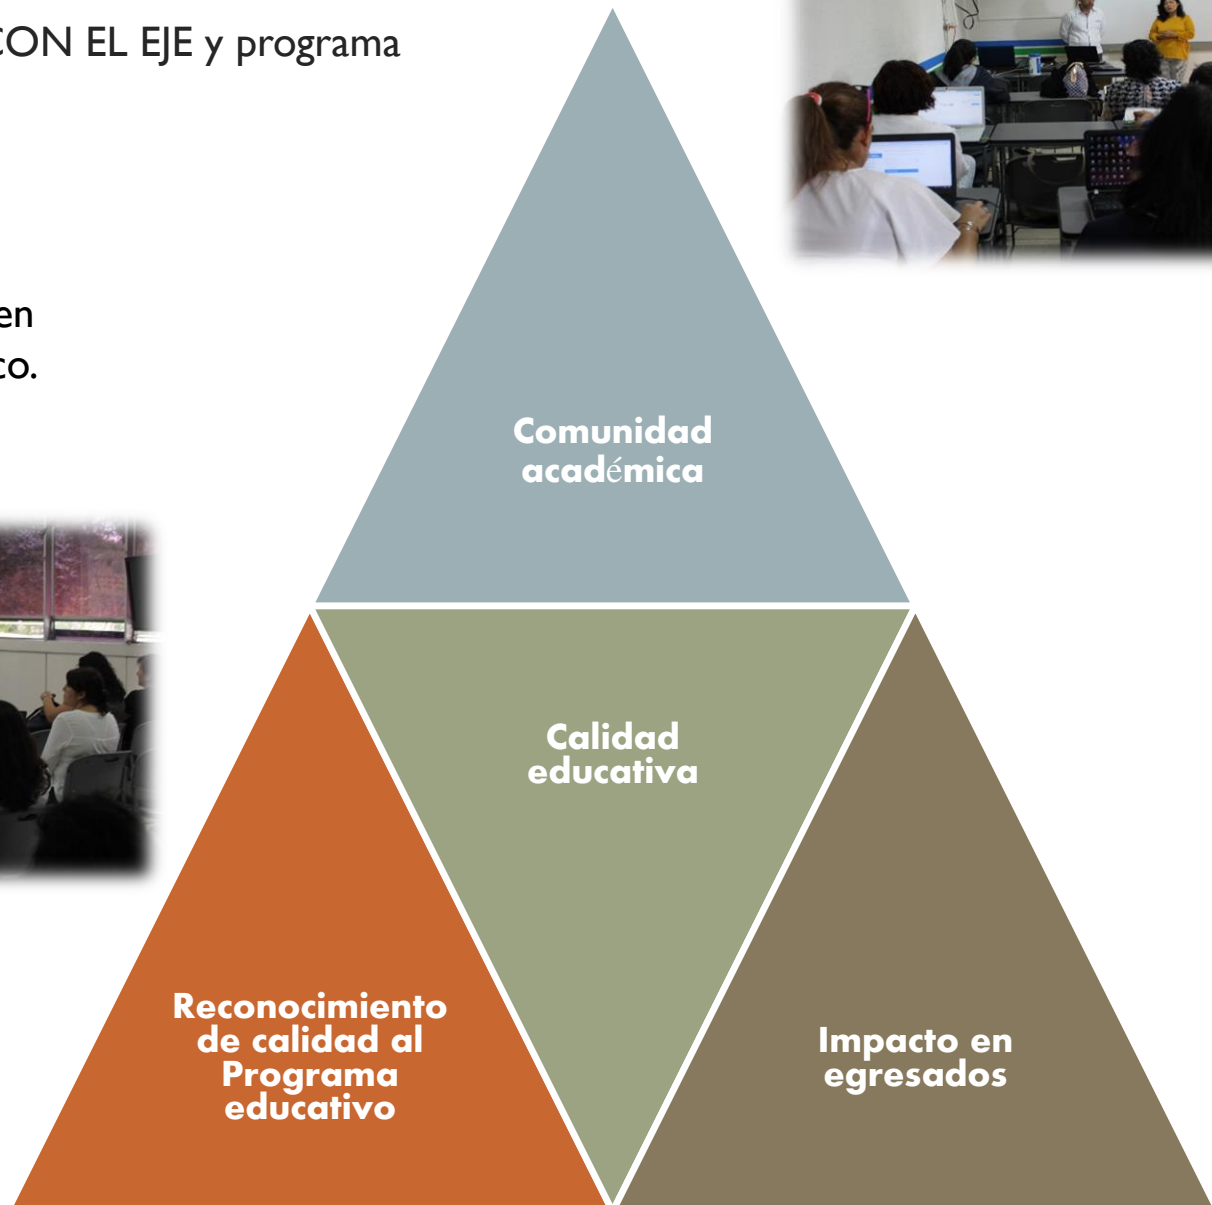 CON EL EJE y programa
en
co.
Comunidad
académica
Calidad
educativa
Reconocimiento
de calidad al
Programa
educativo
Impacto en
egresados